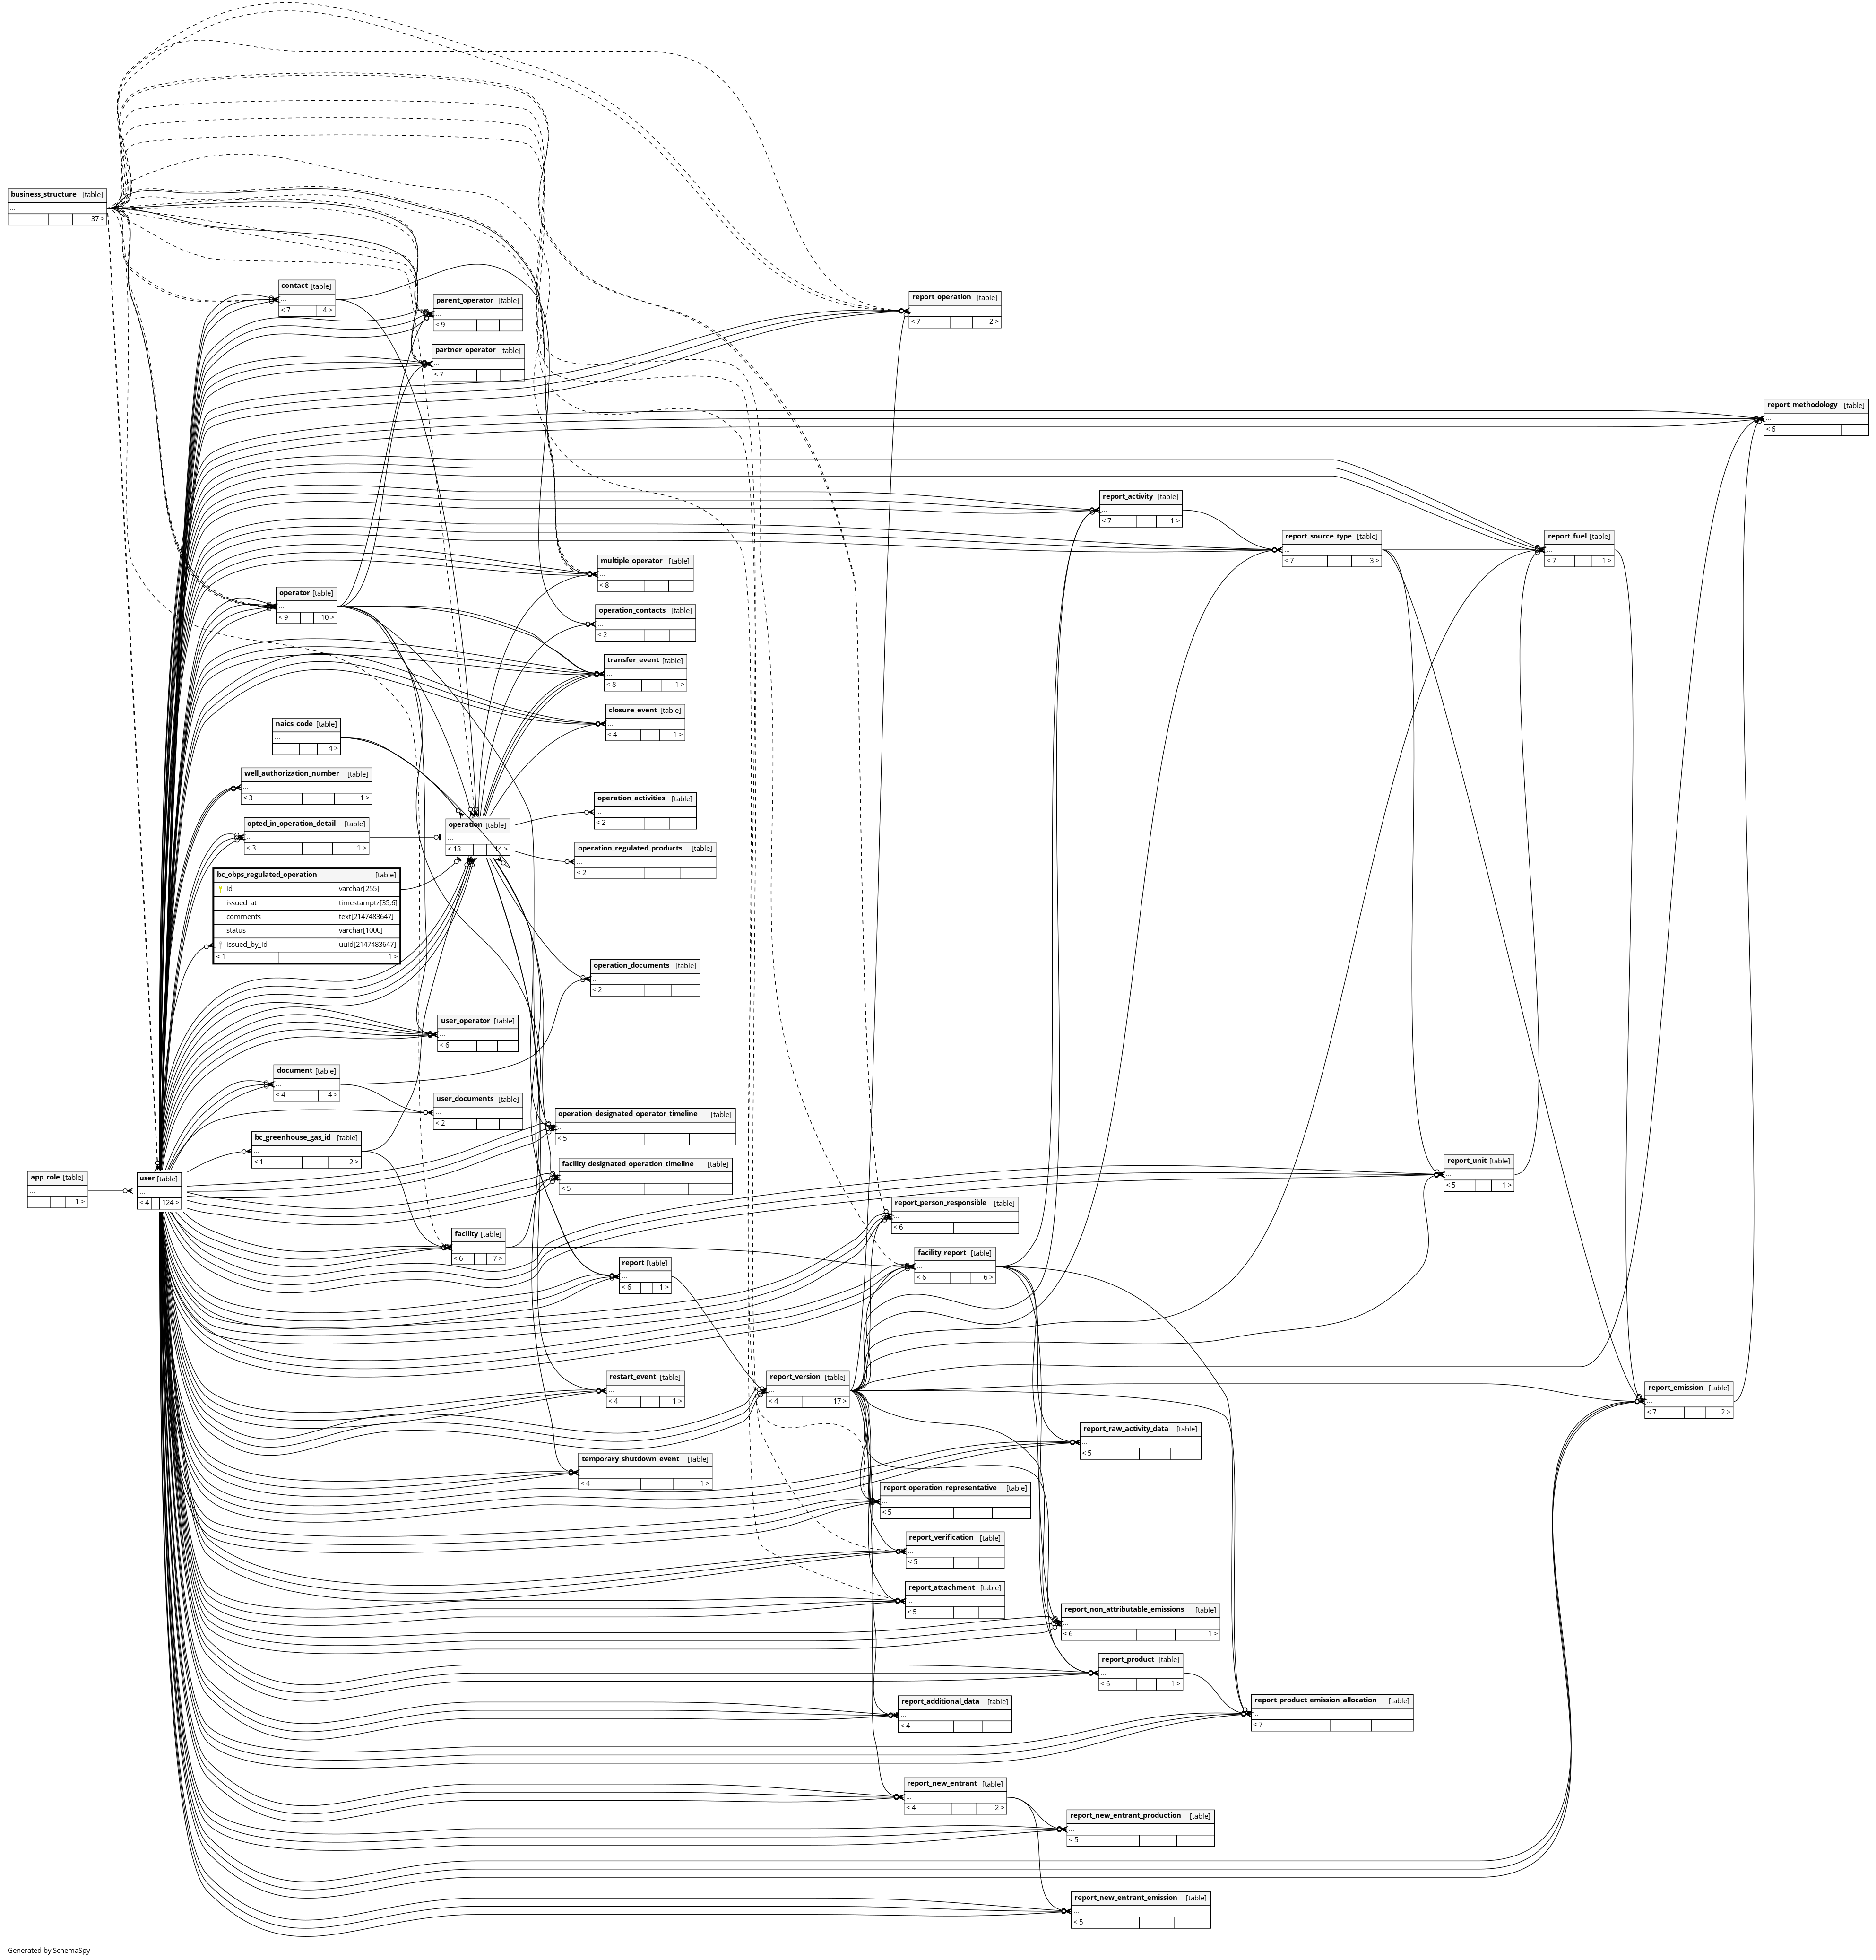 business_structure [table]
...
37 >
contact [table]
...
< 7 4 >
parent_operator [table]
...
< 9
report_operation [table]
...
< 7 2 >
partner_operator [table]
...
< 7
report_methodology [table]
...
< 6
report_activity [table]
...
< 7 1 >
report_source_type [table]
...
< 7 3 >
report_fuel [table]
...
< 7 1 >
multiple_operator [table]
...
< 8
operator [table]
...
< 9 10 >
operation_contacts [table]
...
< 2
transfer_event [table]
...
< 8 1 >
closure_event [table]
...
< 4 1 >
naics_code [table]
...
4 >
well_authorization_number [table]
...
< 3 1 >
operation_activities [table]
...
< 2
opted_in_operation_detail [table]
...
< 3 1 >
operation [table]
...
< 13 14 >
operation_regulated_products [table]
...
< 2
bc_obps_regulated_operation [table]
id varchar[255]
issued_at timestamptz[35,6]
comments text[2147483647]
status varchar[1000]
issued_by_id uuid[2147483647]
< 1 1 >
operation_documents [table]
...
< 2
user_operator [table]
...
< 6
document [table]
...
< 4 4 >
user_documents [table]
...
< 2
operation_designated_operator_timeline [table]
...
< 5
bc_greenhouse_gas_id [table]
...
< 1 2 >
facility_designated_operation_timeline [table]
...
< 5
report_unit [table]
...
< 5 1 >
app_role [table]
...
1 >
user [table]
...
< 4 124 >
report_person_responsible [table]
...
< 6
facility [table]
...
< 6 7 >
facility_report [table]
...
< 6 6 >
report [table]
...
< 6 1 >
restart_event [table]
...
< 4 1 >
report_version [table]
...
< 4 17 >
report_emission [table]
...
< 7 2 >
report_raw_activity_data [table]
...
< 5
temporary_shutdown_event [table]
...
< 4 1 >
report_operation_representative [table]
...
< 5
report_verification [table]
...
< 5
report_attachment [table]
...
< 5
report_non_attributable_emissions [table]
...
< 6 1 >
report_product [table]
...
< 6 1 >
report_additional_data [table]
...
< 4
report_product_emission_allocation [table]
...
< 7
report_new_entrant [table]
...
< 4 2 >
report_new_entrant_production [table]
...
< 5
report_new_entrant_emission [table]
...
< 5
Generated by SchemaSpy